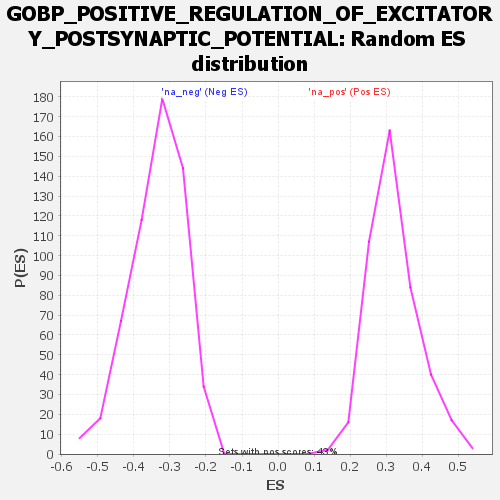 GOBP_POSITIVE_REGULATION_OF_EXCITATOR
Y_POSTSYNAPTIC_POTENTIAL: Random ES
distribution
'na_neg' (Neg ES) 'na_pos' (Pos ES)
180
170
160
150
140
130
120
110
100
90
80
70
60
50
40
30
20
10
0
P(ES)
Sets with pos scores: 43%
-0.6 -0.5 -0.4 -0.3 -0.2 -0.1 0.0 0.1 0.2 0.3 0.4 0.5
ES